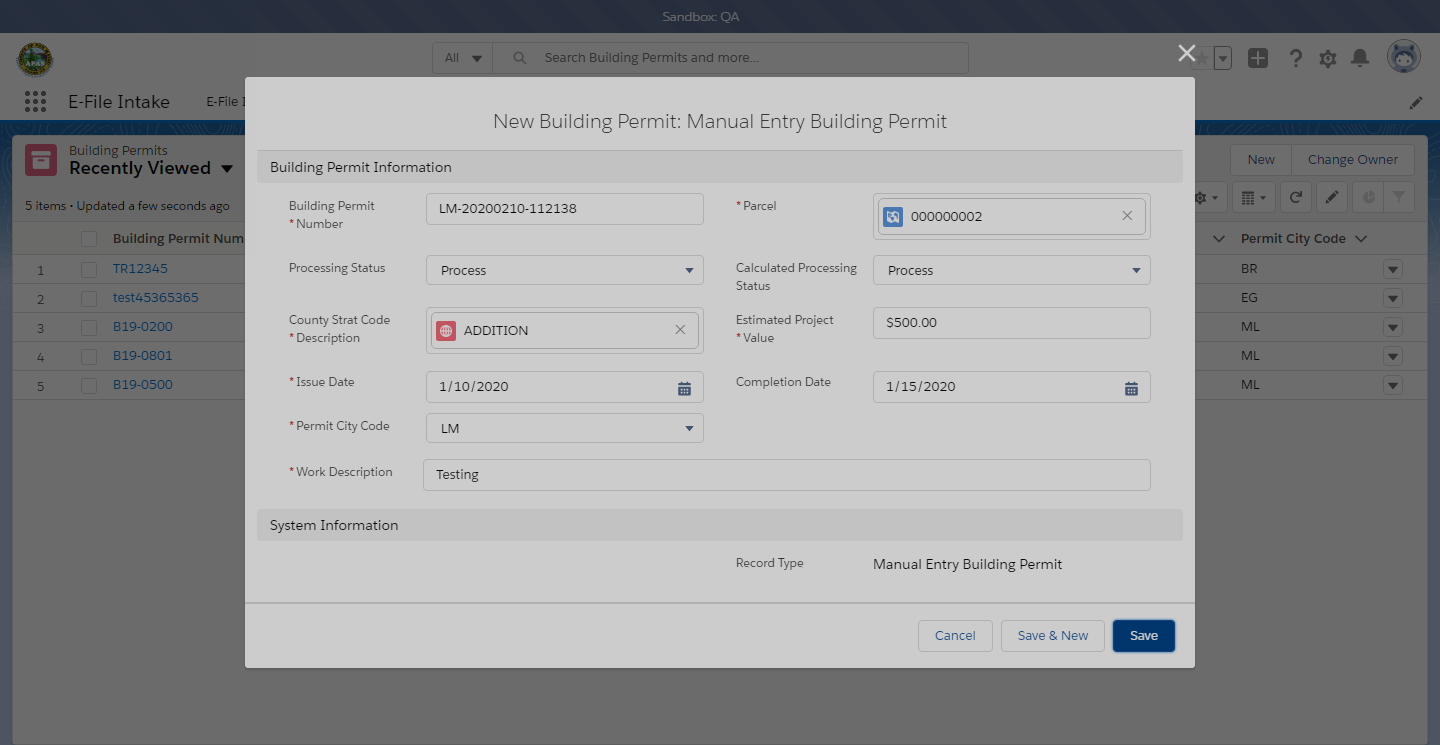 Sandbox: QA
APAS
All
Search Building Permits and more...
E-File Intake
E-File I
Building Permits
Recently Viewed
5 items • Updated a few seconds ago
New
Change Owner
Building Permit Num
Permit City Code
1 TR12345 BR
2 test45365365 EG
3 B19-0200 ML
4 B19-0801 ML
5 B19-0500 ML
New Building Permit: Manual Entry Building Permit
Building Permit Information
Building Permit
*Number
LM-20200210-112138
*Parcel
000000002
Processing Status
Process
Calculated Processing
Status
Process
County Strat Code
*Description
ADDITION
Estimated Project
*Value
$500.00
*Issue Date
1/10/2020
Completion Date
1/15/2020
*Permit City Code
LM
*Work Description
Testing
System Information
Record Type
Manual Entry Building Permit
Cancel
Save & New
Save